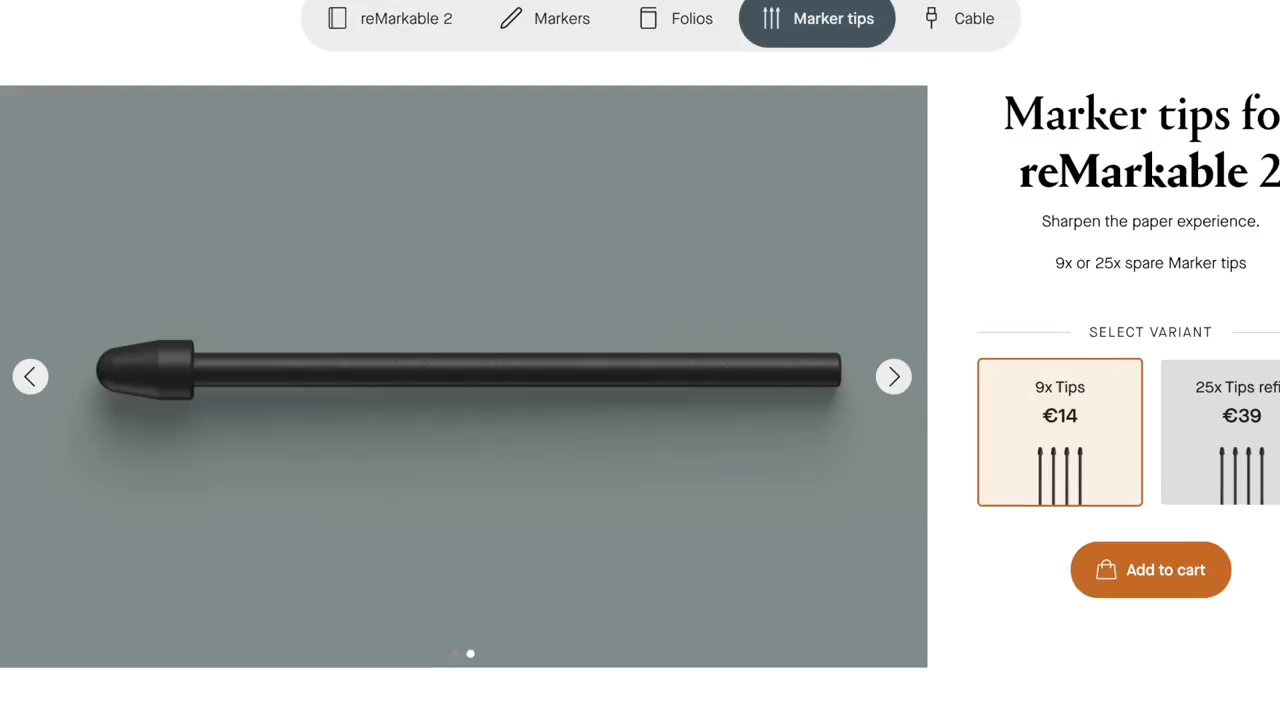 reMarkable 2
Markers
Folios
Marker tips
Cable
Marker tips fo
reMarkable 2
Sharpen the paper experience.
9x or 25x spare Marker tips
SELECT VARIANT
9x Tips
€14
25x Tips refi
€39
Add to cart